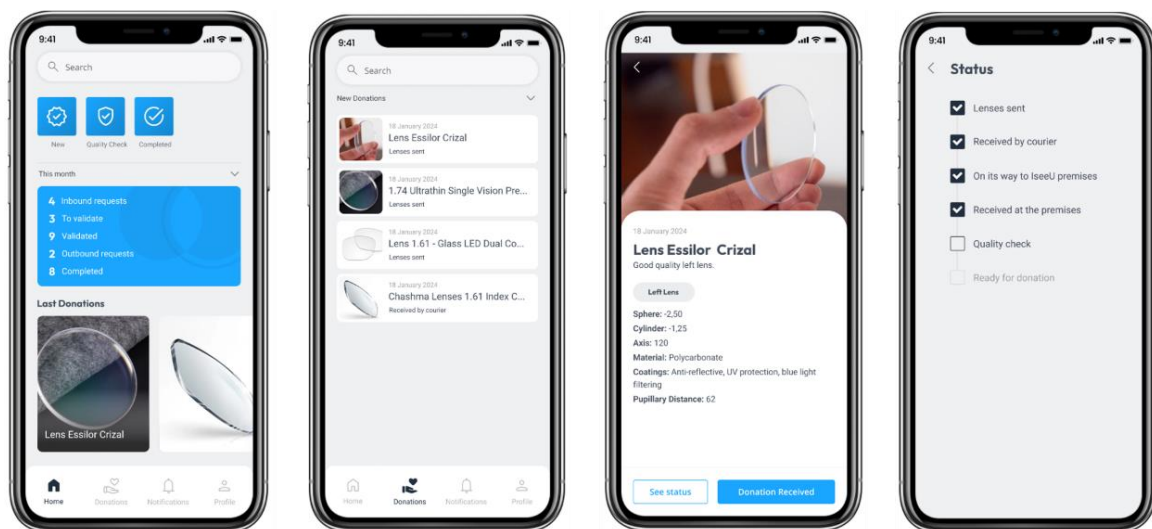 9:41
Search
New
Quality Check
Completed
This month
4 Inbound requests
3 To validate
9 Validated
2 Outbound requests
8 Completed
Last Donations
Lens Essilor Crizal
Home
Donations
Notifications
Profile
9:41
Search
New Donations
18 January 2024
Lens Essilor Crizal
Lenses sent
18 January 2024
1.74 Ultrathin Single Vision Pre...
Lenses sent
18 January 2024
Lens 1.61 - Glass LED Dual Co...
Lenses sent
18 January 2024
Chashma Lenses 1.61 Index C...
Received by courier
Home
Donations
Notifications
Profile
9:41
18 January 2024
Lens Essilor Crizal
Good quality left lens.
Left Lens
Sphere: -2,50
Cylinder: -1,25
Axis: 120
Material: Polycarbonate
Coatings: Anti-reflective, UV protection, blue light
filtering
Pupillary Distance: 62
See status
Donation Received
9:41
Status
Lenses sent
Received by courier
On its way to IseeU premises
Received at the premises
Quality check
Ready for donation